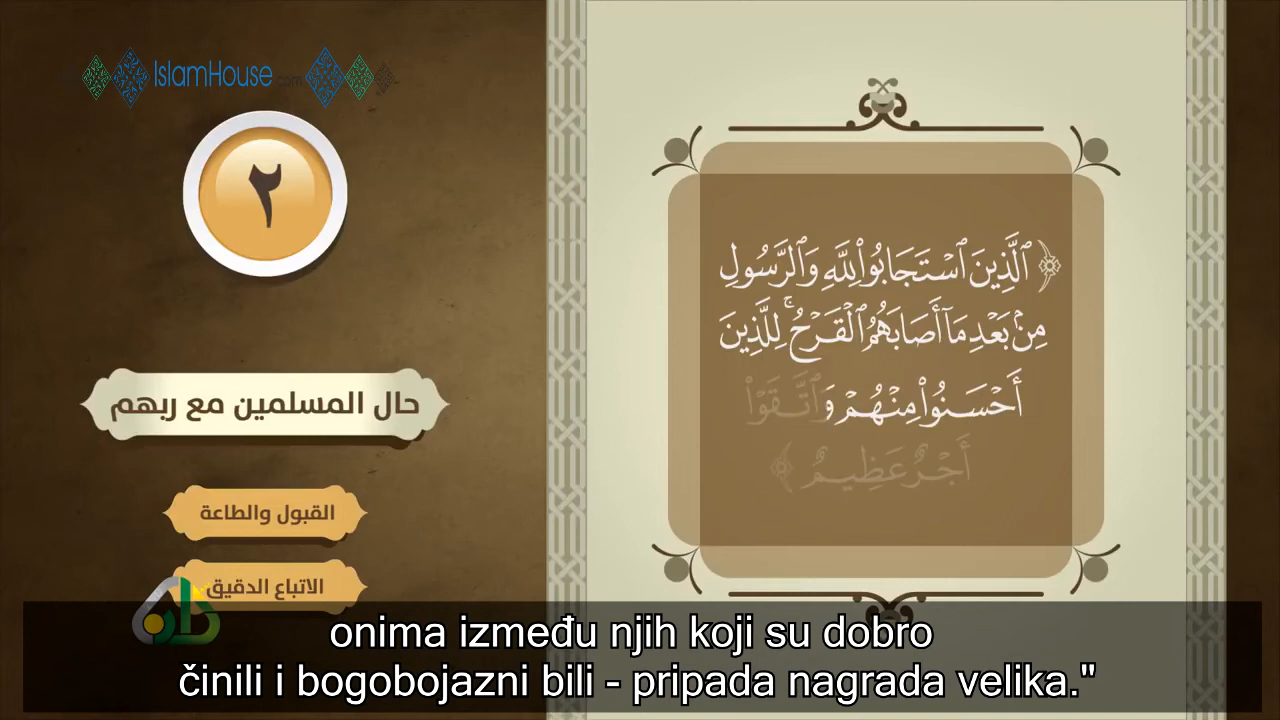 IslamHouse.com
٢
حال المسلمين مع ربهم
القبول والطاعة
الاتباع الدقيق
﴿ ٱلَّذِينَ ٱسْتَجَابُوا۟ لِلَّهِ وَٱلرَّسُولِ
مِنۢ بَعْدِ مَآ أَصَابَهُمُ ٱلْقَرْحُ ۚ لِلَّذِينَ
أَحْسَنُوا۟ مِنْهُمْ وَٱتَّقَوْا۟
أَجْرٌ عَظِيمٌ ﴾
onima između njih koji su dobro
činili i bogobojazni bili - pripada nagrada velika."